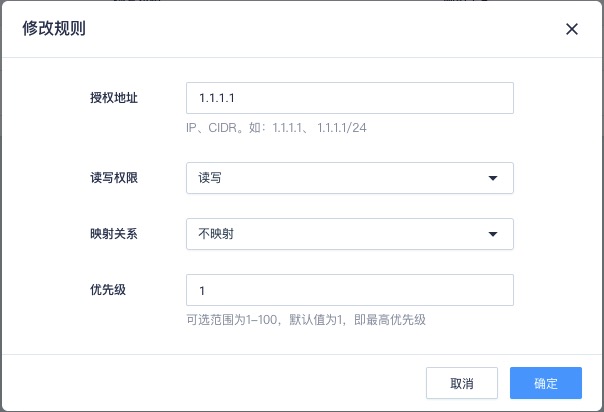 修改规则
授权地址
1.1.1.1
IP、CIDR。如：1.1.1.1、 1.1.1.1/24
读写权限
读写
映射关系
不映射
优先级
1
可选范围为1-100，默认值为1，即最高优先级
取消
确定